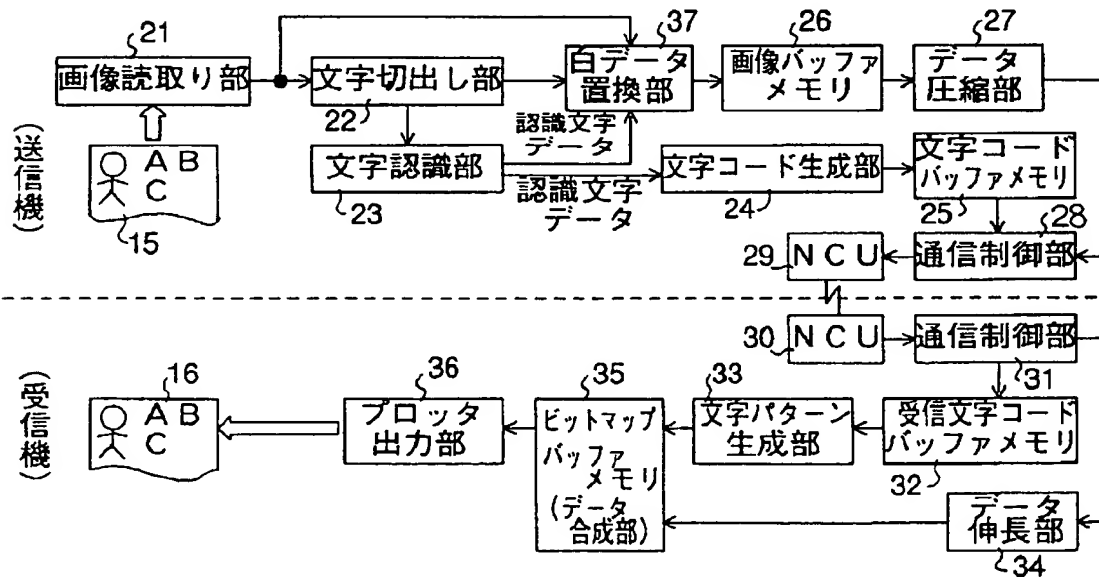 21
画像読取り部
文字切出し部
22
37
白データ
置換部
26
画像バッファ
メモリ
27
データ
圧縮部
(送信機)
A B
C
15
文字認識部
23
認識文字
データ
認識文字
データ
文字コード生成部
24
文字コード
バッファメモリ
25
28
通信制御部
29
NCU
30
NCU
通信制御部
31
(受信機)
16
A B
C
36
プロッタ
出力部
35
ビットマップ
バッファ
メモリ
(データ
合成部)
33
文字パターン
生成部
受信文字コード
バッファメモリ
32
データ
伸長部
34